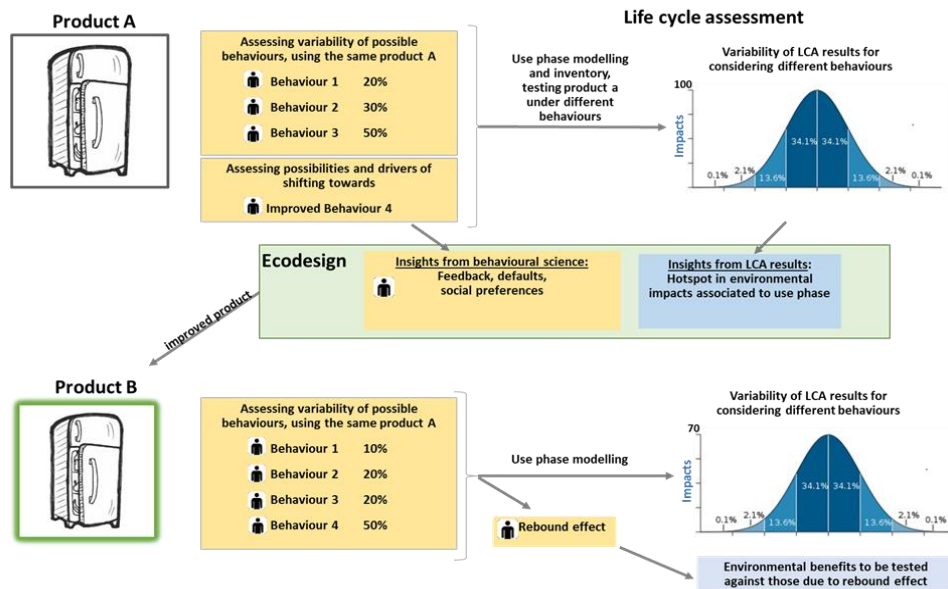 Product A
Life cycle assessment
Assessing variability of possible
behaviours, using the same product A
Behaviour 1 20%
Behaviour 2 30%
Behaviour 3 50%
Assessing possibilities and drivers of
shifting towards
Improved Behaviour 4
Use phase modelling
and inventory,
testing product a
under different
behaviours
Variability of LCA results for
considering different behaviours
100
Impacts
34.1% 34.1%
0.1% 2.1% 13.6% 13.6% 2.1% 0.1%
Ecodesign
Insights from behavioural science:
Feedback, defaults,
social preferences
Insights from LCA results:
Hotspot in environmental
impacts associated to use phase
improved product
Product B
Assessing variability of possible
behaviours, using the same product A
Behaviour 1 10%
Behaviour 2 20%
Behaviour 3 20%
Behaviour 4 50%
Use phase modelling
Rebound effect
Variability of LCA results for
considering different behaviours
70
Impacts
34.1% 34.1%
0.1% 2.1% 13.6% 13.6% 2.1% 0.1%
Environmental benefits to be tested
against those due to rebound effect